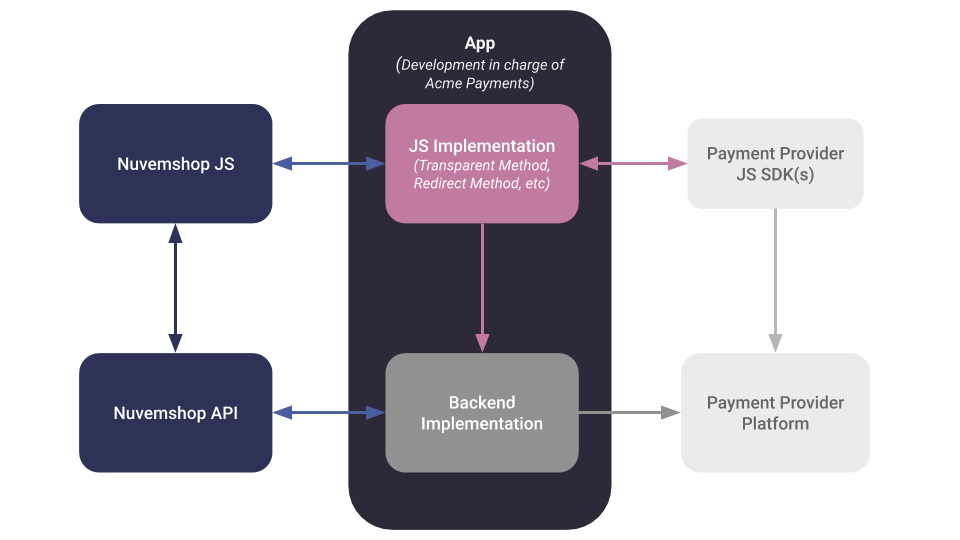 App
(Development in charge of
Acme Payments)
Nuvemshop JS
JS Implementation
(Transparent Method,
Redirect Method, etc)
Payment Provider
JS SDK(s)
Nuvemshop API
Backend
Implementation
Payment Provider
Platform